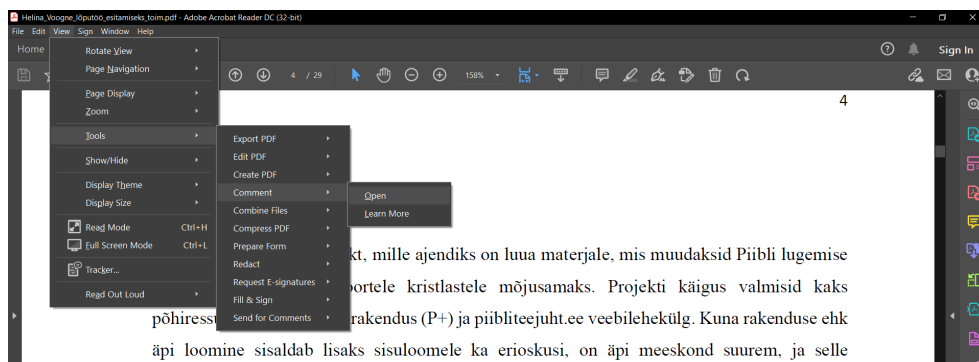 Helina_Voogne_lõputöö_esitamiseks_toim.pdf - Adobe Acrobat Reader DC (32-bit)
File Edit View Sign Window Help
Home
Sign In
4 / 29
158%
Rotate View
Page Navigation
Page Display
Zoom
Tools
Show/Hide
Display Theme
Display Size
Read Mode Ctrl+H
Full Screen Mode Ctrl+L
Tracker...
Read Out Loud
Export PDF
Edit PDF
Create PDF
Comment
Combine Files
Compress PDF
Prepare Form
Redact
Request E-signatures
Fill & Sign
Send for Comments
Open
Learn More
4
mille ajendiks on luua materjale, mis muudaksid Piibli lugemise
kristlastele mõjusamaks. Projekti käigus valmisid kaks
rakendus (P+) ja piibliteejuht.ee veebilehekülg. Kuna rakenduse ehk
äpi loomine sisaldab lisaks sisuloomele ka erioskusi, on äpi meeskond suurem, ja selle